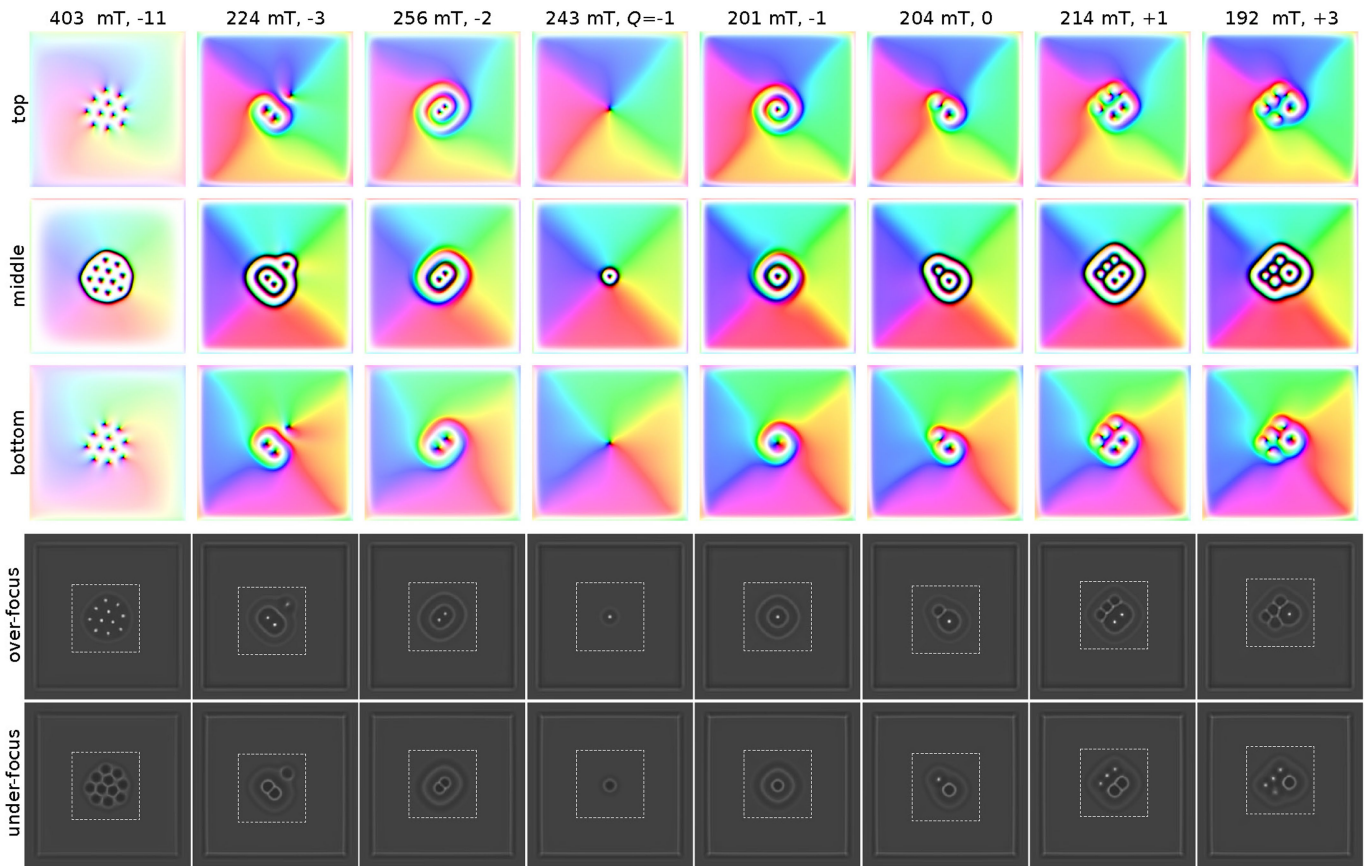 403 mT, -11
224 mT, -3
256 mT, -2
243 mT, Q=-1
201 mT, -1
204 mT, 0
214 mT, +1
192 mT, +3
top
middle
bottom
over-focus
under-focus